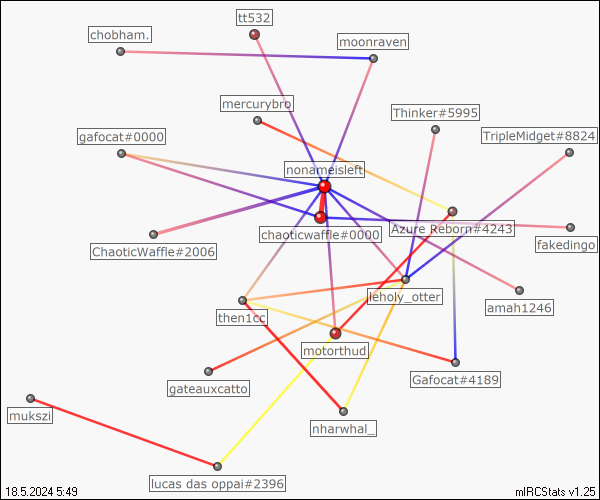 tt532
chobham.
moonraven
mercurybro
Thinker#5995
gafocat#0000
TripleMidget#8824
nonameisleft
chaoticwaffle#0000
Azure Reborn#4243
ChaoticWaffle#2006
fakedingo
leholy_otter
amah1246
then1cc
motorthud
Gafocat#4189
gateauxcatto
mukszi
nharwhal_
lucas das oppai#2396
18.5.2024 5:49
mIRCStats v1.25